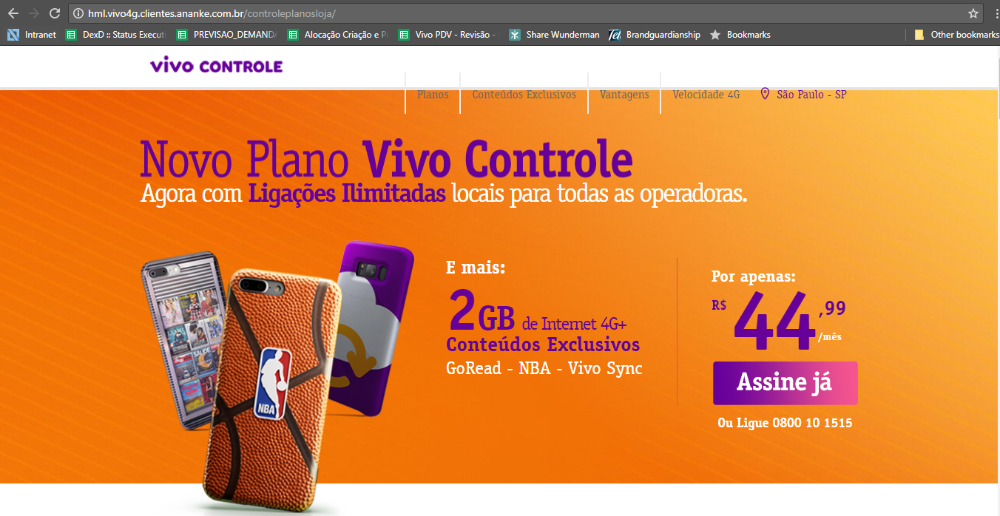 hml.vivo4g.clientes.ananke.com.br/controleplanosloja/
Intranet
DexD :: Status Executi
PREVISAO_DEMANDA
Alocação Criação e P
Vivo PDV - Revisão -
Share Wunderman
Brandguardianship
Bookmarks
Other bookmarks
vivo CONTROLE
Planos
Conteúdos Exclusivos
Vantagens
Velocidade 4G
São Paulo - SP
Novo Plano Vivo Controle
Agora com Ligações Ilimitadas locais para todas as operadoras.
E mais:
2GB de Internet 4G+
Conteúdos Exclusivos
GoRead - NBA - Vivo Sync
Por apenas:
R$ 44,99
/mês
Assine já
Ou Ligue 0800 10 1515
NBA
SAÚDE